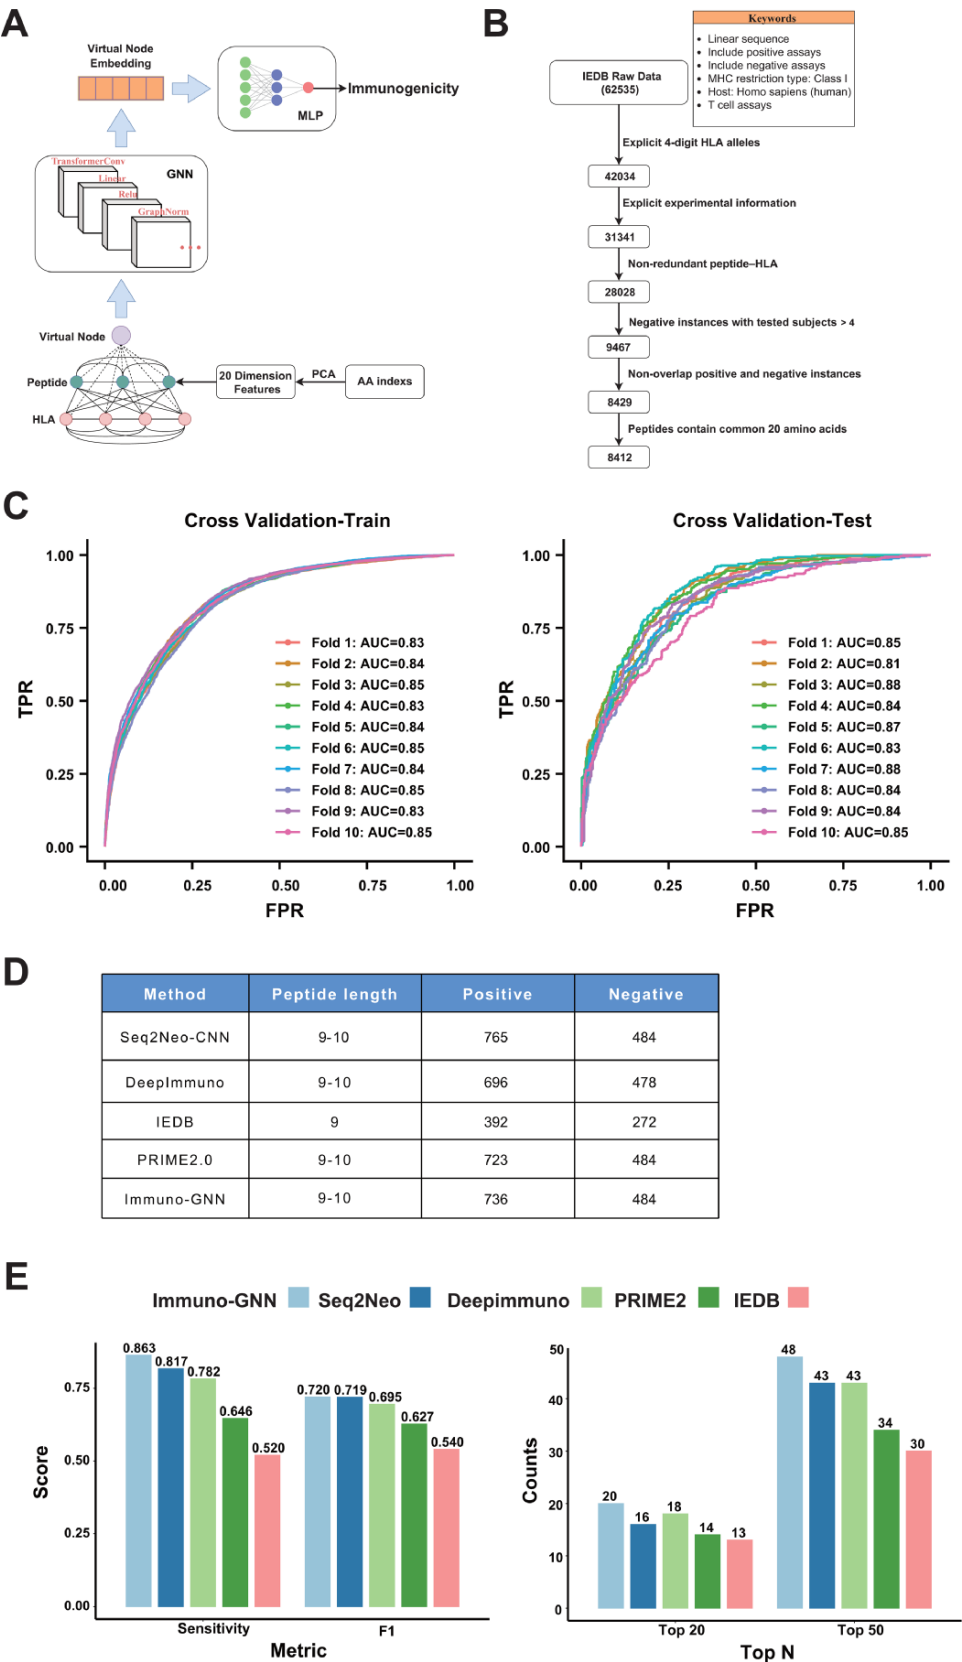 A
Virtual Node
Embedding
MLP
Immunogenicity
TransformerConv
Linear
Relu
GraphNorm
GNN
Virtual Node
Peptide
HLA
20 Dimension
Features
PCA
AA indexs
B
Keywords
• Linear sequence
• Include positive assays
• Include negative assays
• MHC restriction type: Class I
• Host: Homo sapiens (human)
• T cell assays
IEDB Raw Data
(62535)
Explicit 4-digit HLA alleles
42034
Explicit experimental information
31341
Non-redundant peptide–HLA
28028
Negative instances with tested subjects > 4
9467
Non-overlap positive and negative instances
8429
Peptides contain common 20 amino acids
8412
C
Cross Validation-Train
TPR
1.00
0.75
0.50
0.25
0.00
Fold 1: AUC=0.83
Fold 2: AUC=0.84
Fold 3: AUC=0.85
Fold 4: AUC=0.83
Fold 5: AUC=0.84
Fold 6: AUC=0.85
Fold 7: AUC=0.84
Fold 8: AUC=0.85
Fold 9: AUC=0.83
Fold 10: AUC=0.85
0.00 0.25 0.50 0.75 1.00
FPR
Cross Validation-Test
TPR
1.00
0.75
0.50
0.25
0.00
Fold 1: AUC=0.85
Fold 2: AUC=0.81
Fold 3: AUC=0.88
Fold 4: AUC=0.84
Fold 5: AUC=0.87
Fold 6: AUC=0.83
Fold 7: AUC=0.88
Fold 8: AUC=0.84
Fold 9: AUC=0.84
Fold 10: AUC=0.85
0.00 0.25 0.50 0.75 1.00
FPR
D
Method Peptide length Positive Negative
Seq2Neo-CNN 9-10 765 484
DeepImmuno 9-10 696 478
IEDB 9 392 272
PRIME2.0 9-10 723 484
Immuno-GNN 9-10 736 484
E
Immuno-GNN Seq2Neo Deepimmuno PRIME2 IEDB
Score
0.75
0.50
0.25
0.00
0.863
0.817
0.782
0.646
0.520
0.720 0.719 0.695
0.627
0.540
Sensitivity F1
Metric
Counts
50
40
30
20
10
0
20
16
18
14
13
48
43 43
34
30
Top 20 Top 50
Top N